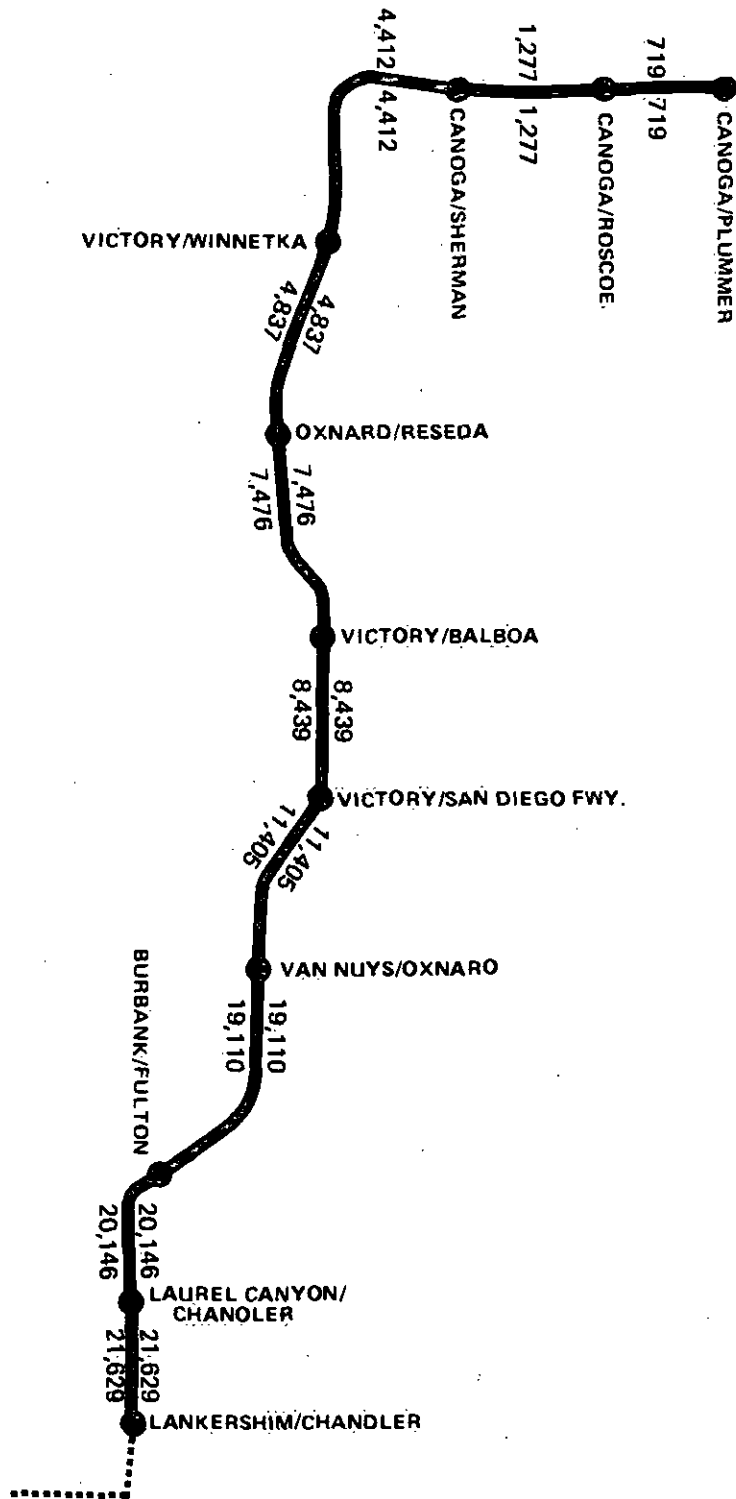 CANOGA/PLUMMER
719
719
CANOGA/ROSCOE.
1,277
1,277
CANOGA/SHERMAN
4,412
4,412
VICTORY/WINNETKA
4,837
4,837
OXNARD/RESEDA
7,476
7,476
VICTORY/BALBOA
8,439
8,439
VICTORY/SAN DIEGO FWY.
11,405
11,405
VAN NUYS/OXNARO
19,110
19,110
BURBANK/FULTON
20,146
20,146
LAUREL CANYON/
CHANOLER
21,629
21,629
LANKERSHIM/CHANDLER